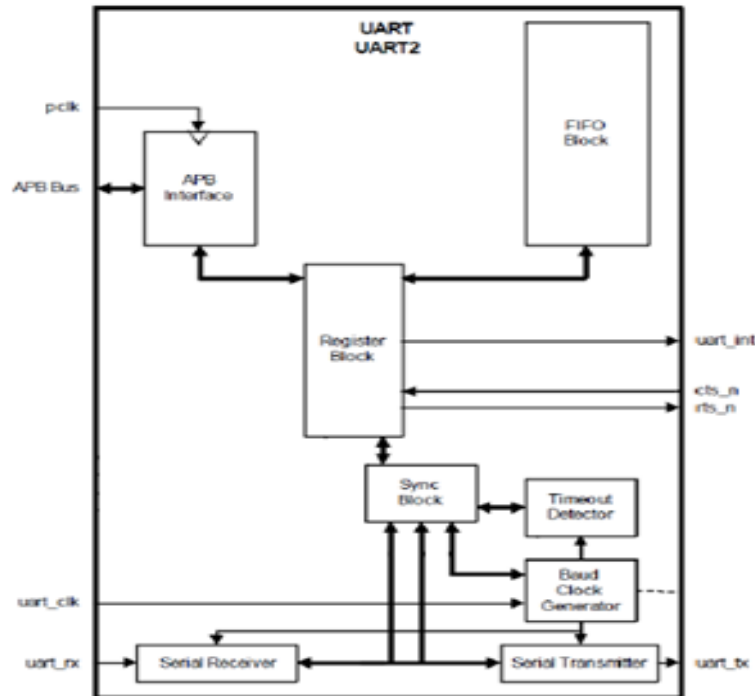 UART
UART2
pclk
FIFO
Block
APB
Interface
APB Bus
Register
Block
uart_int
cts_n
rts_n
Sync
Block
Timeout
Detector
Baud
Clock
Generator
uart_clk
uart_rx
Serial Receiver
Serial Transmitter
uart_tx